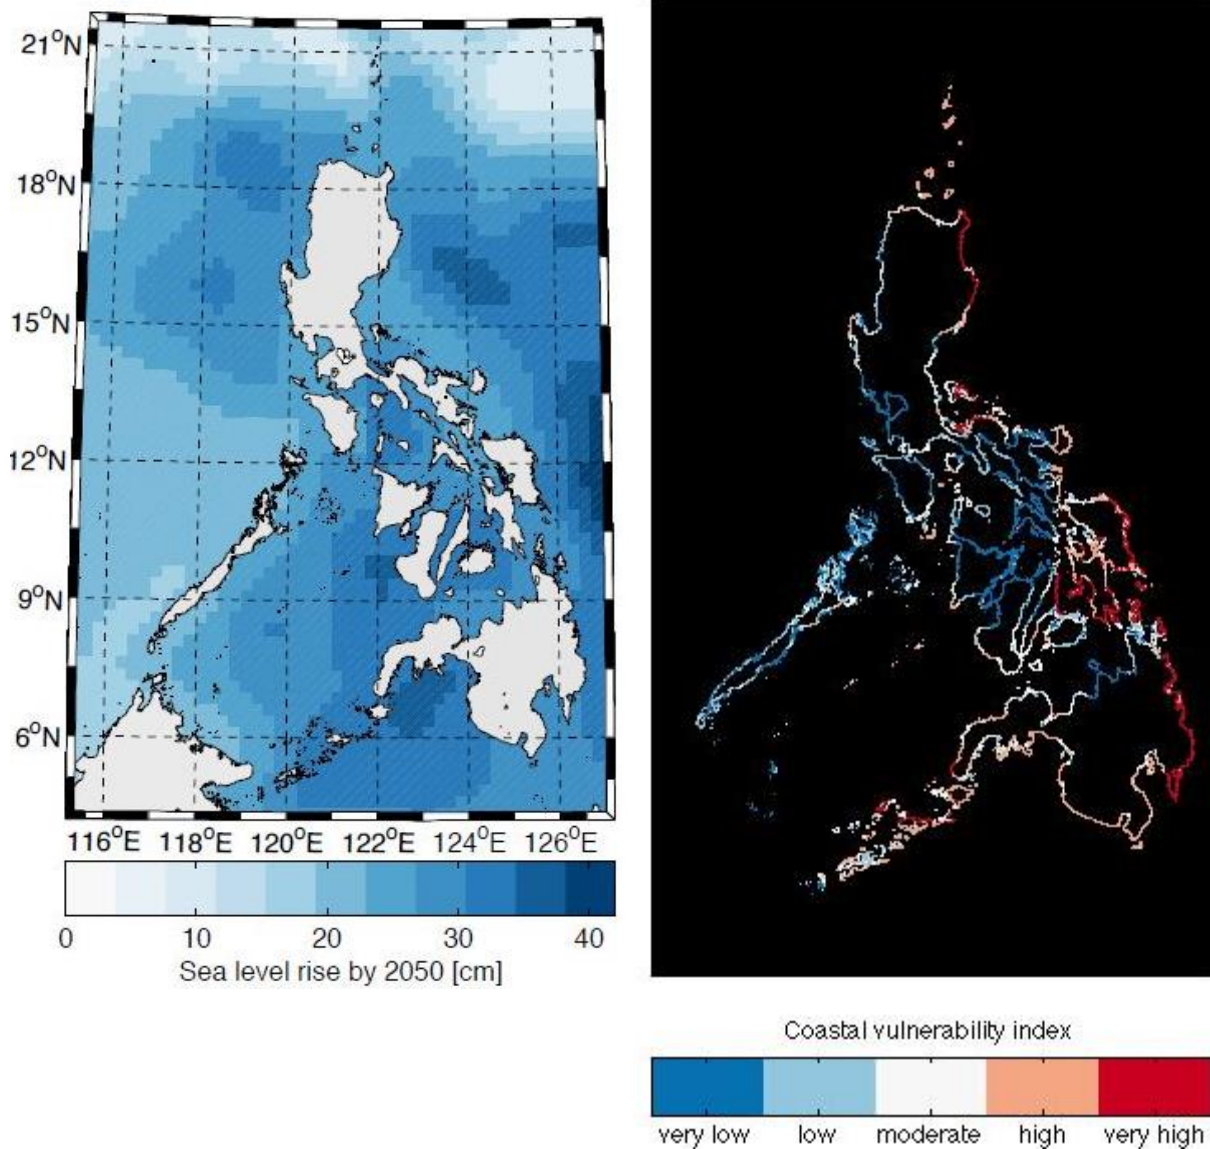 21°N
18°N
15°N
12°N
9°N
6°N
116°E 118°E 120°E 122°E 124°E 126°E
0 10 20 30 40
Sea level rise by 2050 [cm]
Coastal vulnerability index
very low low moderate high very high